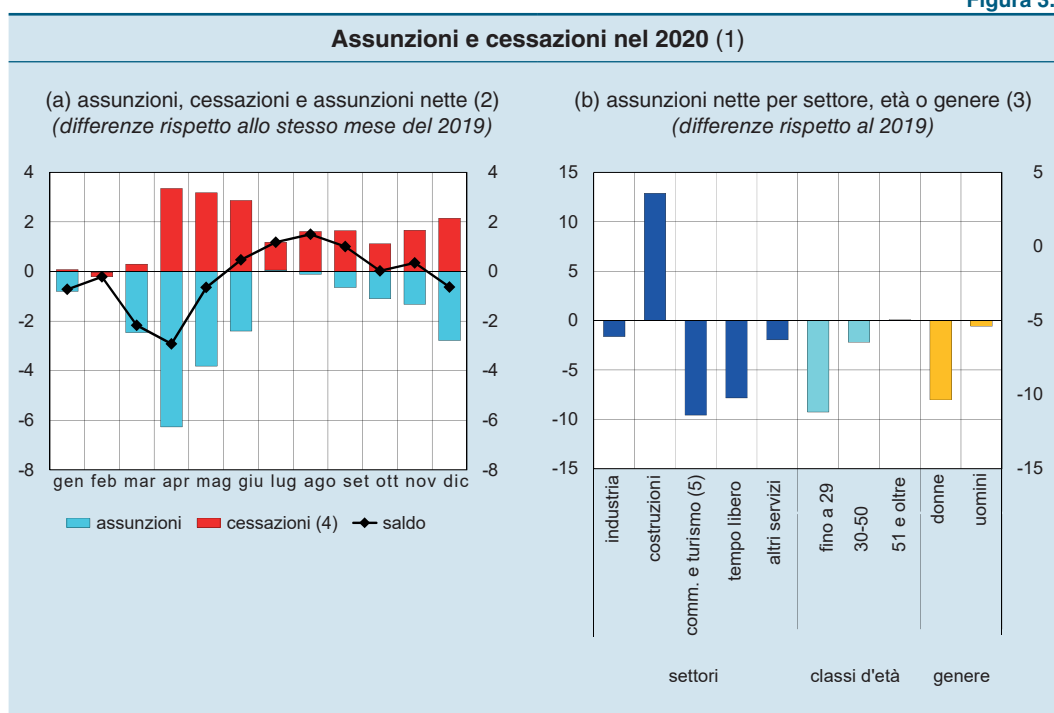 Figura 3.
Assunzioni e cessazioni nel 2020 (1)
(a) assunzioni, cessazioni e assunzioni nette (2)
(differenze rispetto allo stesso mese del 2019)
4 4
2 2
0 0
-2 -2
-4 -4
-6 -6
-8 -8
gen feb mar apr mag giu lug ago set ott nov dic
assunzioni cessazioni (4) saldo
(b) assunzioni nette per settore, età o genere (3)
(differenze rispetto al 2019)
15 5
10
5 0
0 -5
-5
-10 -10
-15 -15
industria
costruzioni
comm. e turismo (5)
tempo libero
altri servizi
fino a 29
30-50
51 e oltre
donne
uomini
settori classi d'età genere